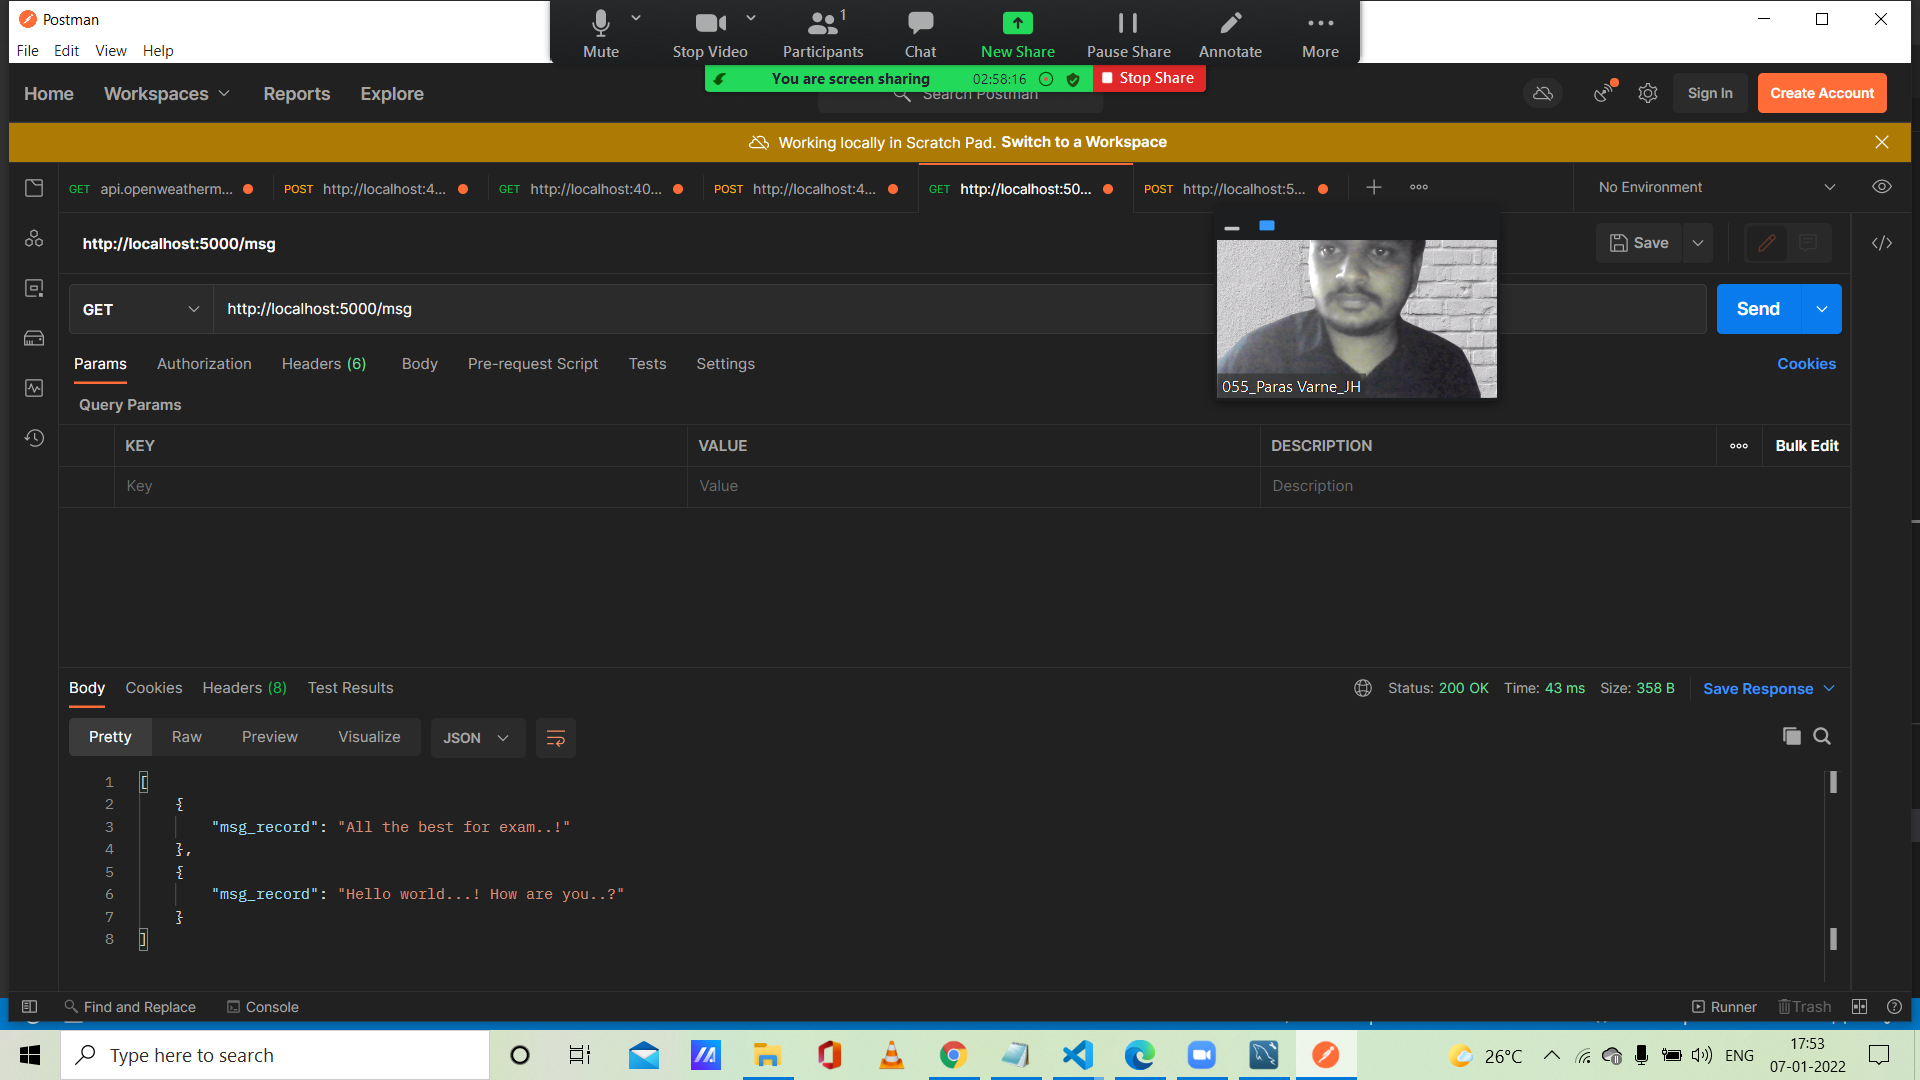 Postman
File Edit View Help
Mute
Stop Video
1
Participants
Chat
New Share
Pause Share
Annotate
More
You are screen sharing 02:58:16 Stop Share
Home Workspaces Reports Explore
Search Postman
Sign In
Create Account
Working locally in Scratch Pad. Switch to a Workspace
GET api.openweatherm...
POST http://localhost:4...
GET http://localhost:40...
POST http://localhost:4...
GET http://localhost:50...
POST http://localhost:5...
No Environment
http://localhost:5000/msg
Save
GET http://localhost:5000/msg
Send
Params Authorization Headers (6) Body Pre-request Script Tests Settings
Cookies
055_Paras Varne_JH
Query Params
KEY VALUE DESCRIPTION Bulk Edit
Key Value Description
Body Cookies Headers (8) Test Results
Status: 200 OK Time: 43 ms Size: 358 B Save Response
Pretty Raw Preview Visualize JSON
1 [
2 {
3 "msg_record": "All the best for exam..!"
4 },
5 {
6 "msg_record": "Hello world...! How are you..?"
7 }
8 ]
Find and Replace Console
Runner Trash
Type here to search
26°C
ENG
17:53
07-01-2022